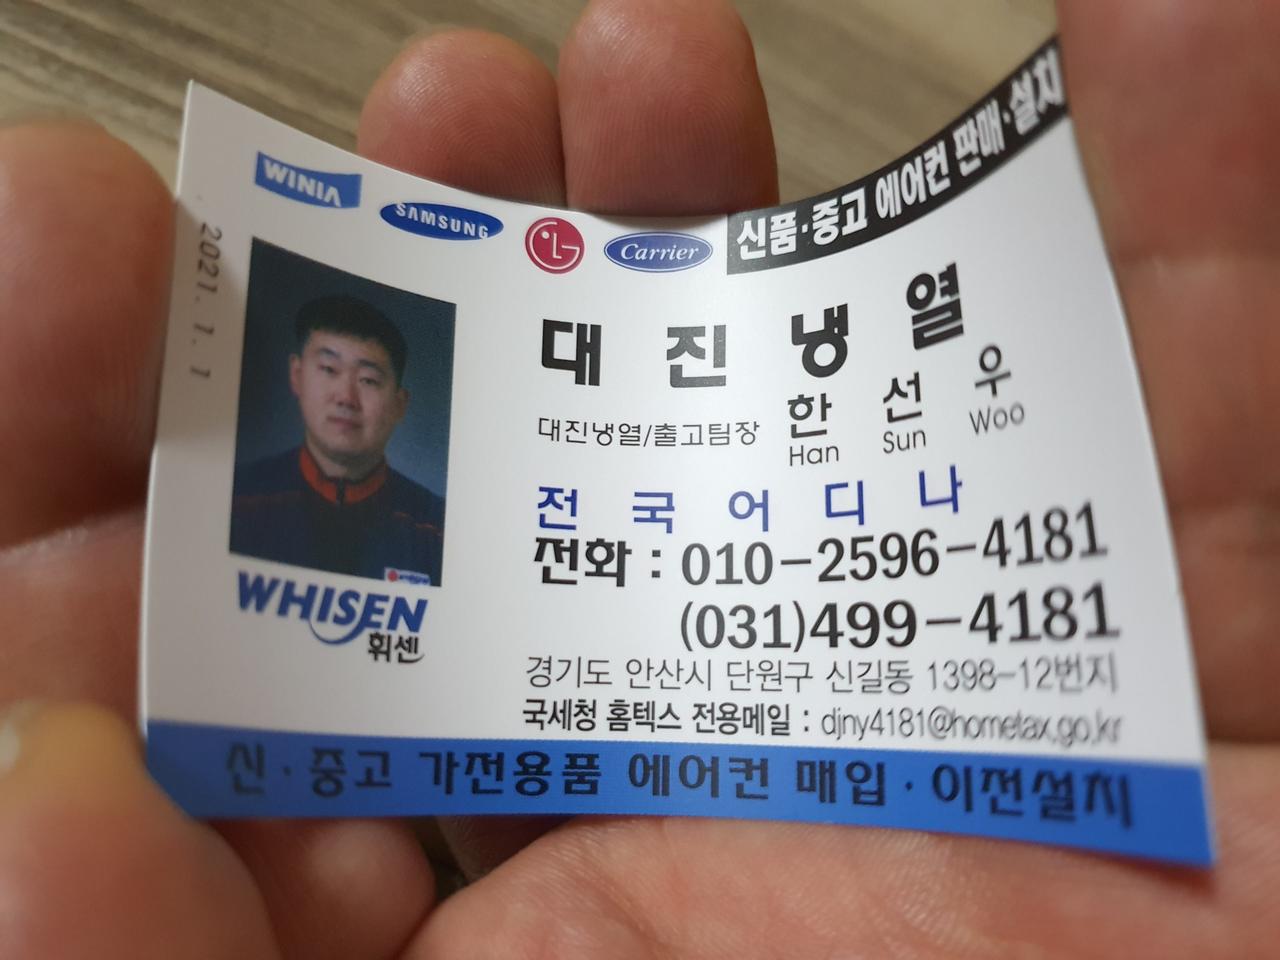 WINIA
SAMSUNG
LG
Carrier
신품·중고 에어컨 판매·설치
2021. 1. 1
대진냉열
대진냉열/출고팀장 한선우
Han Sun Woo
전국어디나
전화 : 010-2596-4181
(031)499-4181
경기도 안산시 단원구 신길동 1398-12번지
국세청 홈텍스 전용메일 : djny4181@hometax.go.kr
WHISEN
휘센
신·중고 가전용품 에어컨 매입·이전설치